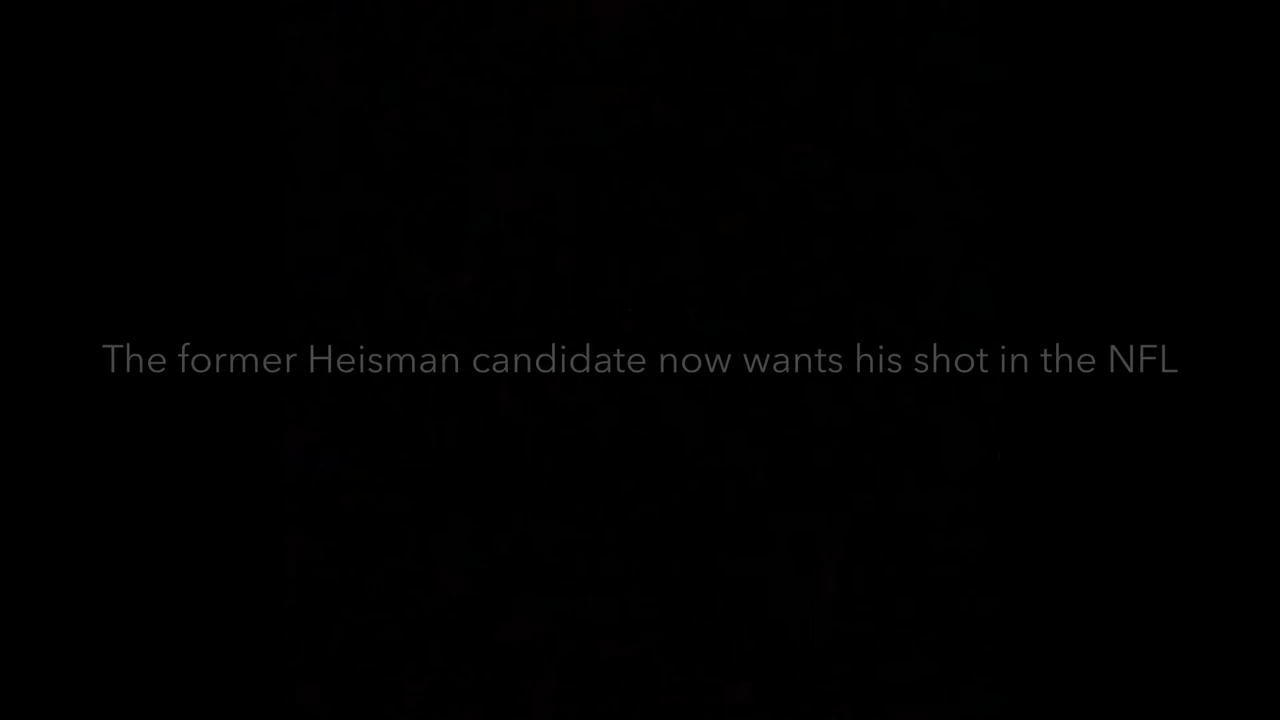 The former Heisman candidate now wants his shot in the NFL